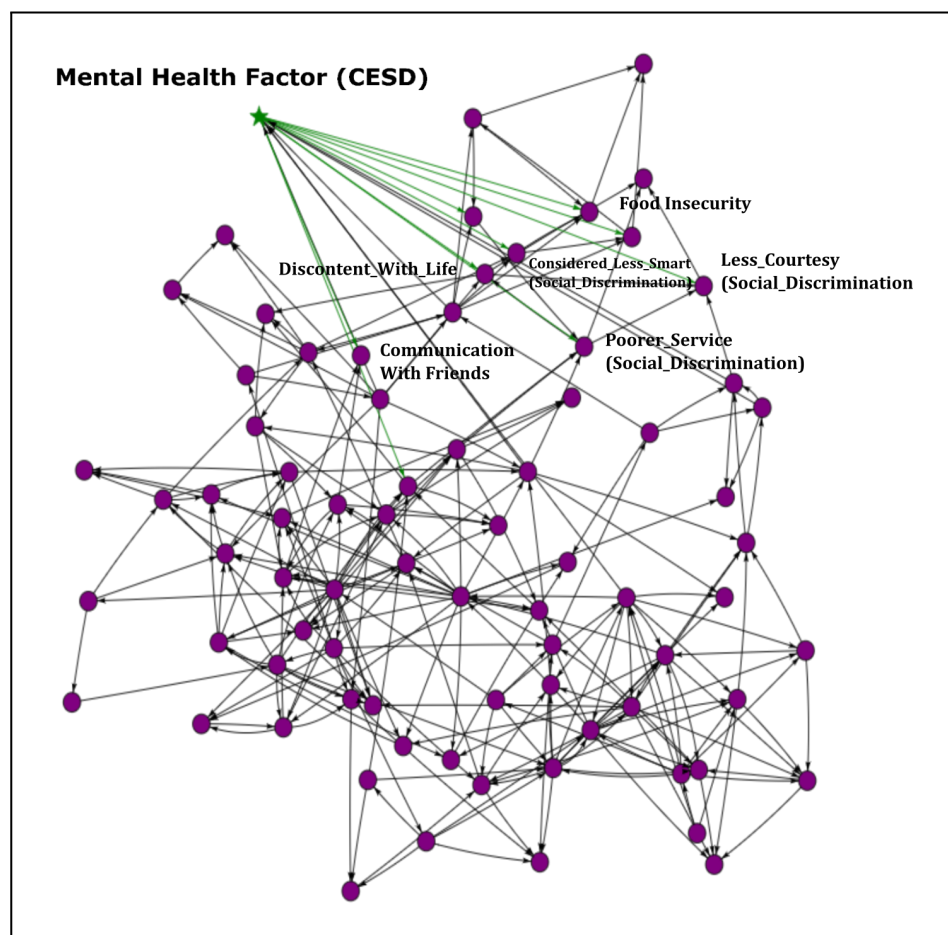 Mental Health Factor (CESD)
Food Insecurity
Discontent_With_Life
Considered_Less_Smart
(Social_Discrimination)
Less_Courtesy
(Social_Discrimination
Communication
With Friends
Poorer_Service
(Social_Discrimination)